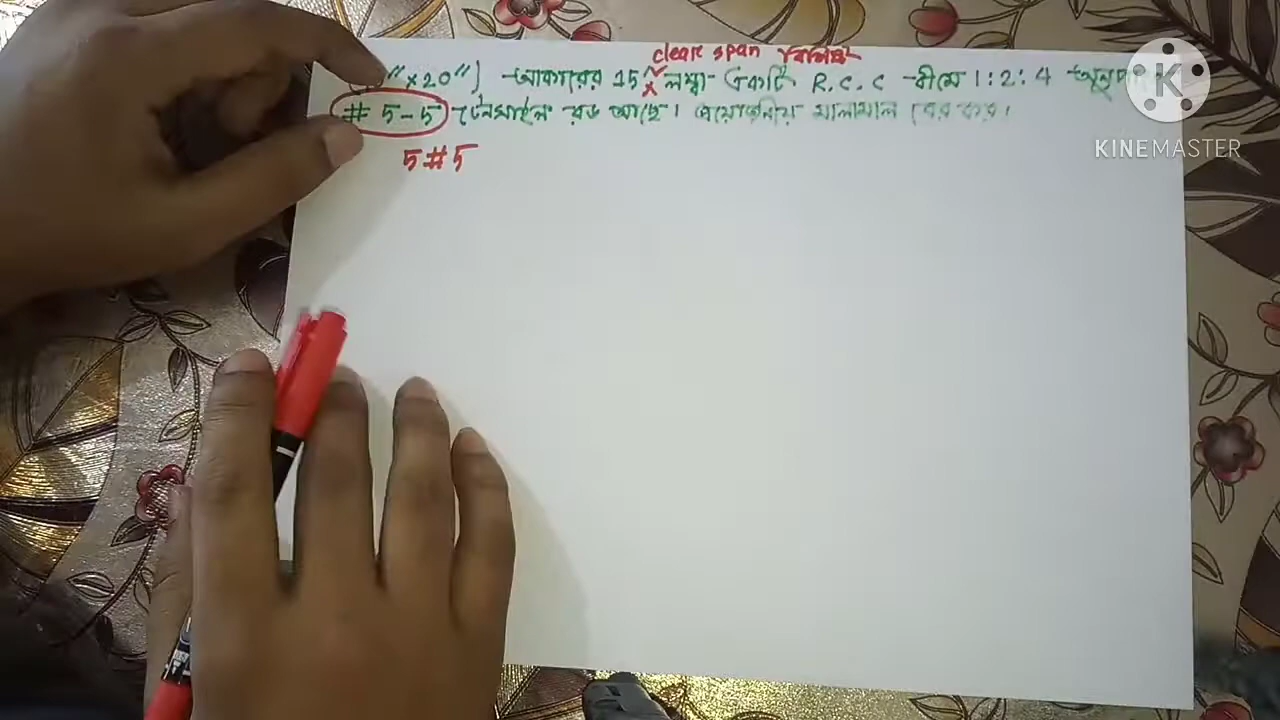 clear span বিশিষ্ট
"×20") আকারের 15' লম্বা একটি R.C.C বীমে 1:2:4
# 5-5 টেনসাইল রড আছে। প্রয়োজনীয় মালামাল বের কর।
5#5
KINEMASTER